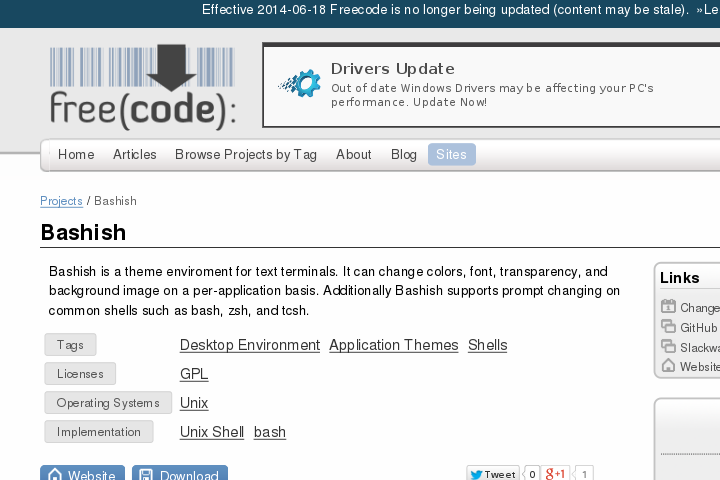 Effective 2014-06-18 Freecode is no longer being updated (content may be stale). »Le
free(code):
Drivers Update
Out of date Windows Drivers may be affecting your PC's
performance. Update Now!
Home Articles Browse Projects by Tag About Blog Sites
Projects / Bashish
Bashish
Bashish is a theme enviroment for text terminals. It can change colors, font, transparency, and
background image on a per-application basis. Additionally Bashish supports prompt changing on
common shells such as bash, zsh, and tcsh.
Links
Change
GitHub
Slackwa
Website
Tags Desktop Environment Application Themes Shells
Licenses GPL
Operating Systems Unix
Implementation Unix Shell bash
Website Download Tweet 0 g+1 1